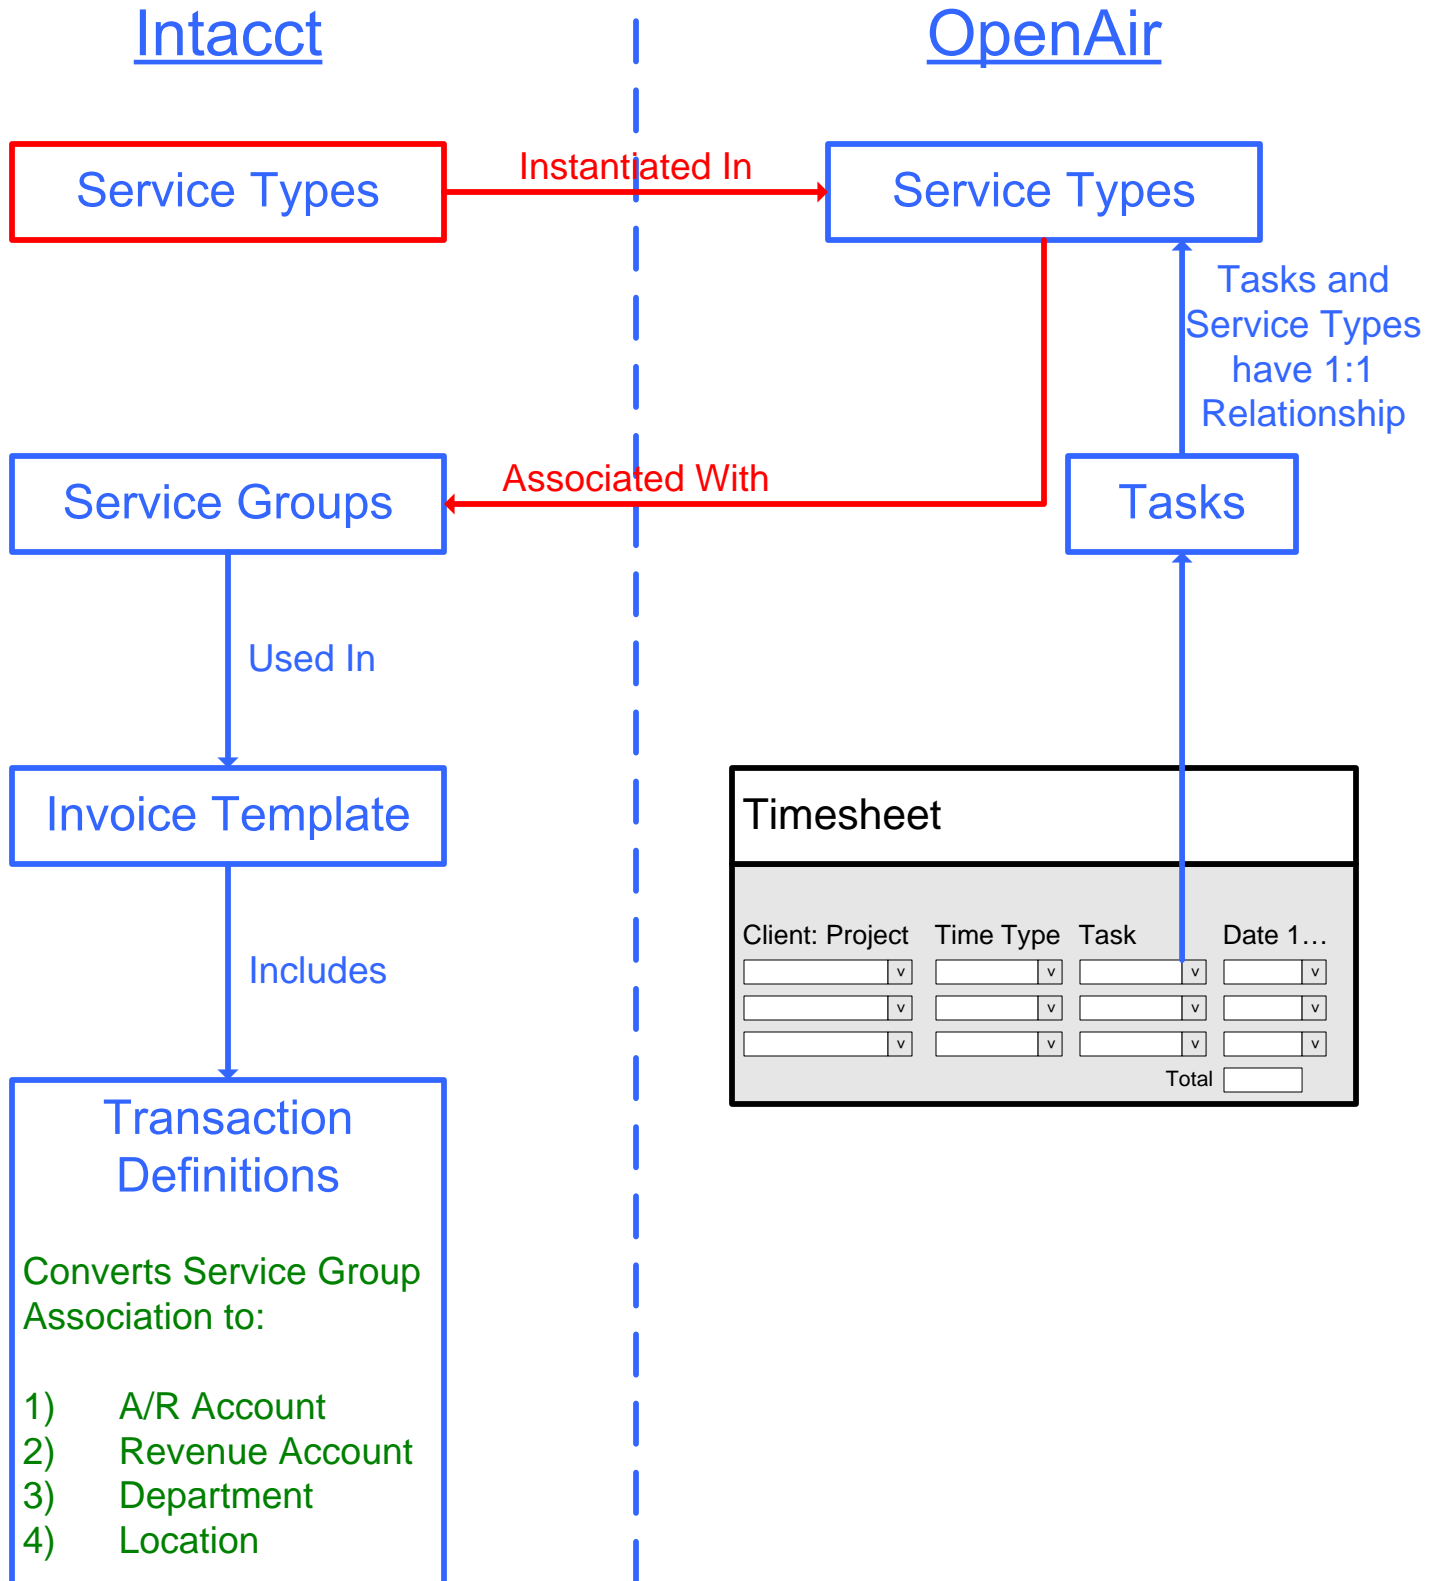 Intacct
OpenAir
Service Types
Instantiated In
Service Types
Tasks and
Service Types
have 1:1
Relationship
Service Groups
Associated With
Tasks
Used In
Invoice Template
Timesheet
Client: Project Time Type Task Date 1…
v v v v
v v v v
v v v v
Total
Includes
Transaction
Definitions
Converts Service Group
Association to:
1) A/R Account
2) Revenue Account
3) Department
4) Location